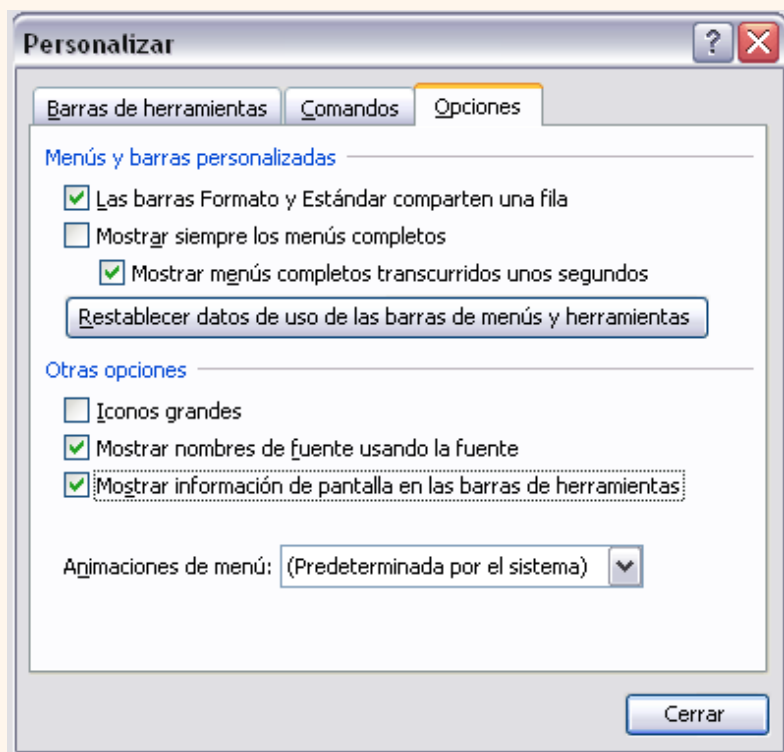 Personalizar
Barras de herramientas Comandos Opciones
Menús y barras personalizadas
Las barras Formato y Estándar comparten una fila
Mostrar siempre los menús completos
Mostrar menús completos transcurridos unos segundos
Restablecer datos de uso de las barras de menús y herramientas
Otras opciones
Iconos grandes
Mostrar nombres de fuente usando la fuente
Mostrar información de pantalla en las barras de herramientas
Animaciones de menú: (Predeterminada por el sistema)
Cerrar